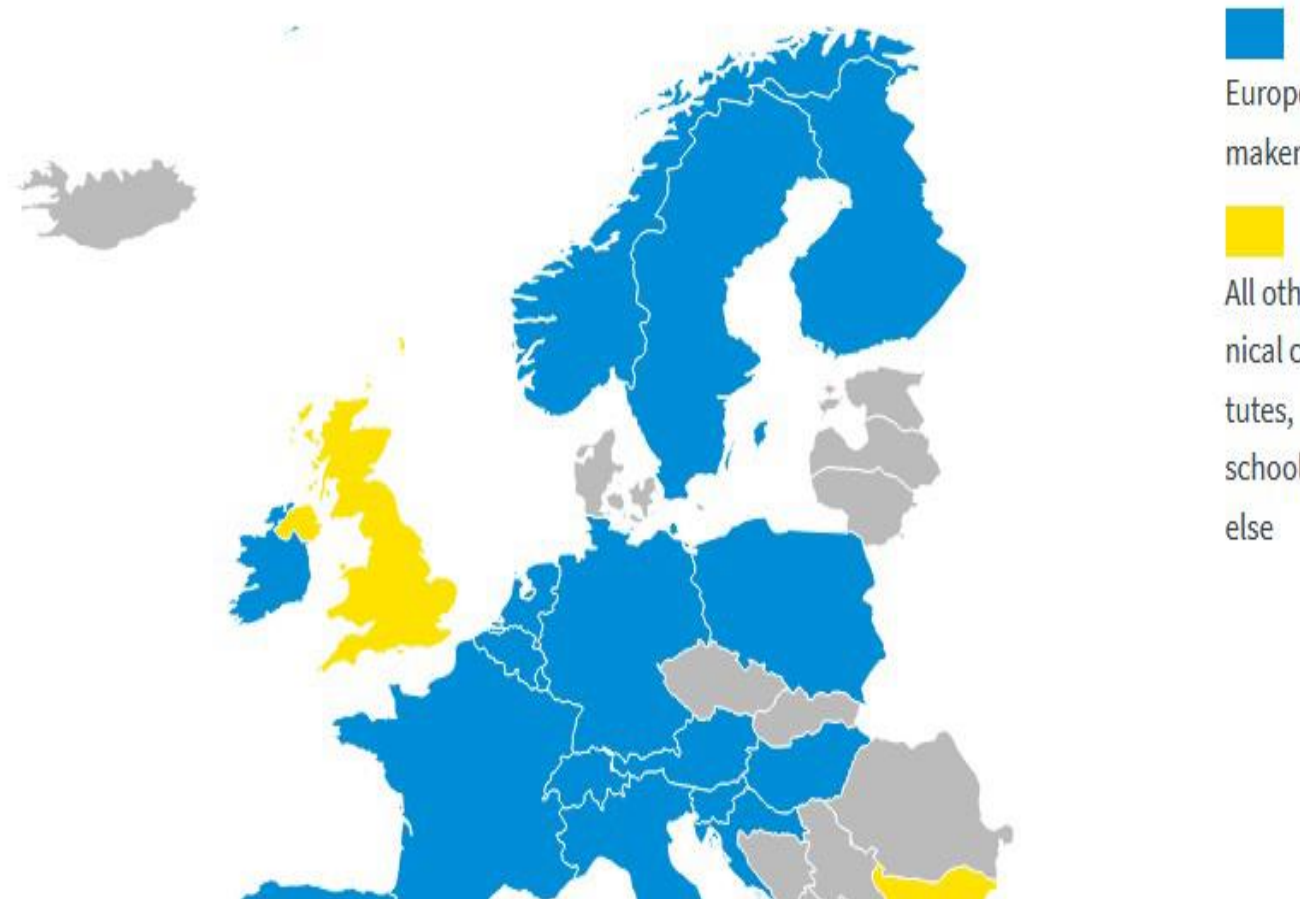 Europe
maker
All oth
nical o
tutes,
school
else